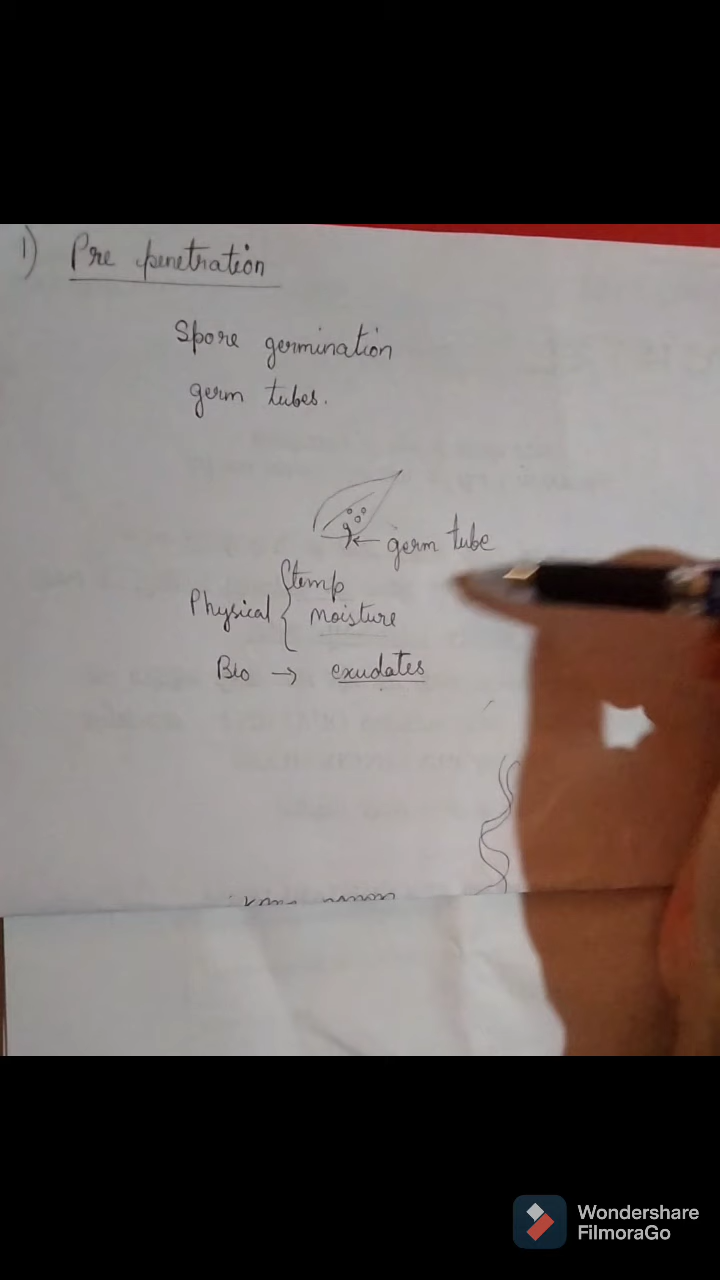 1) Pre penetration
Spore germination
germ tubes.
← germ tube
Physical { temp
moisture
Bio → exudates
Wondershare
FilmoraGo